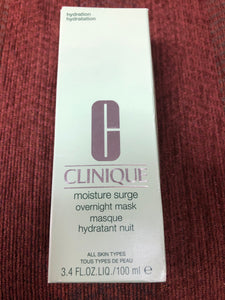 hydration
hydratation
C
CLINIQUE
moisture surge
overnight mask
masque
hydratant nuit
ALL SKIN TYPES
TOUS TYPES DE PEAU
3.4 FL.OZ.LIQ./100 ml ℮